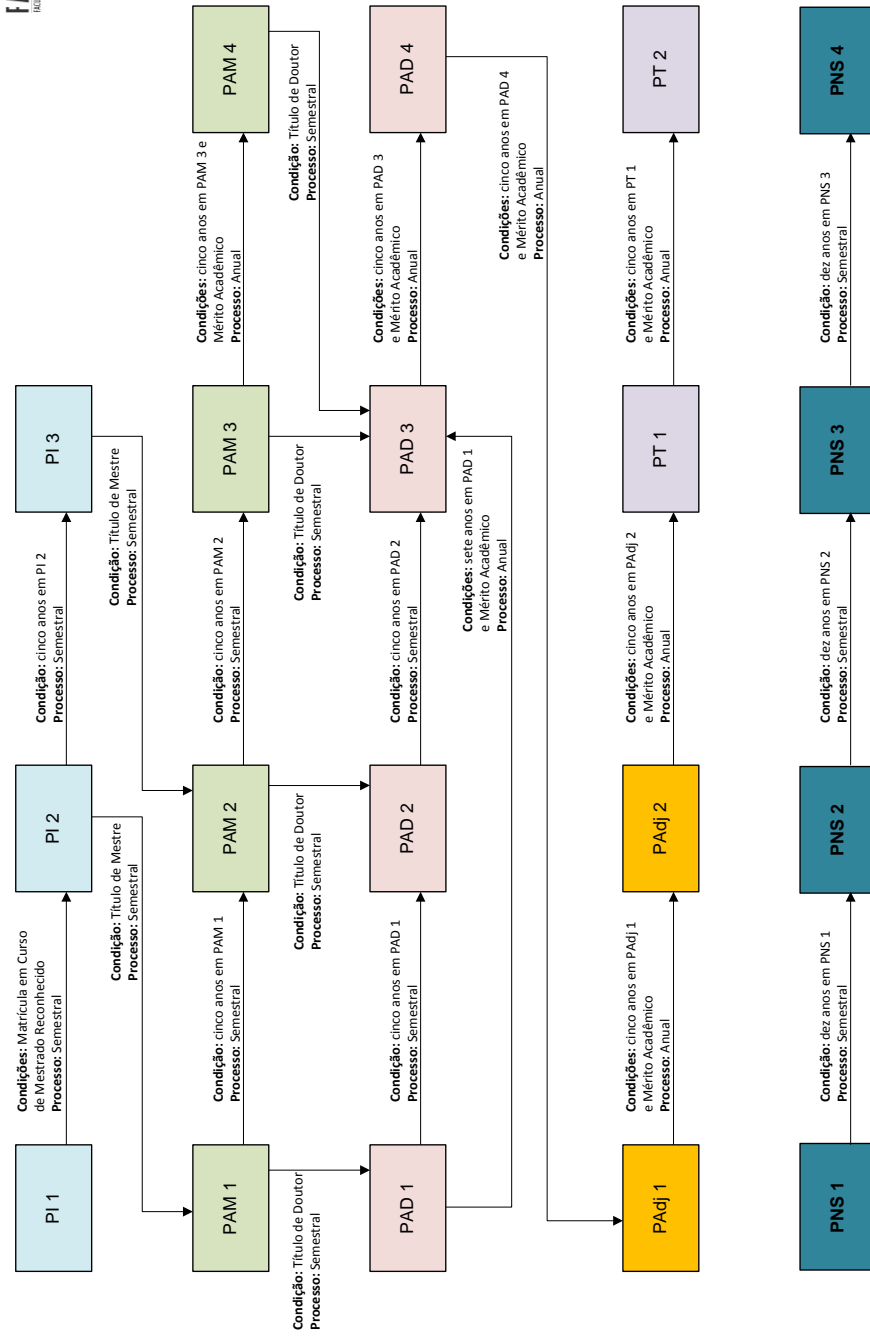 PI 1
Condições: Matrícula em Curso
de Mestrado Reconhecido
Processo: Semestral
PI 2
Condição: cinco anos em PI 2
Processo: Semestral
PI 3
Condição: Título de Mestre
Processo: Semestral
Condição: Título de Mestre
Processo: Semestral
PAM 1
Condição: cinco anos em PAM 1
Processo: Semestral
PAM 2
Condição: cinco anos em PAM 2
Processo: Semestral
PAM 3
Condições: cinco anos em PAM 3 e
Mérito Acadêmico
Processo: Anual
PAM 4
Condição: Título de Doutor
Processo: Semestral
Condição: Título de Doutor
Processo: Semestral
Condição: Título de Doutor
Processo: Semestral
Condição: Título de Doutor
Processo: Semestral
PAD 1
Condição: cinco anos em PAD 1
Processo: Semestral
PAD 2
Condição: cinco anos em PAD 2
Processo: Semestral
PAD 3
Condições: cinco anos em PAD 3
e Mérito Acadêmico
Processo: Anual
PAD 4
Condições: sete anos em PAD 1
e Mérito Acadêmico
Processo: Anual
Condições: cinco anos em PAD 4
e Mérito Acadêmico
Processo: Anual
PAdj 1
Condições: cinco anos em PAdj 1
e Mérito Acadêmico
Processo: Anual
PAdj 2
Condições: cinco anos em PAdj 2
e Mérito Acadêmico
Processo: Anual
PT 1
Condições: cinco anos em PT 1
e Mérito Acadêmico
Processo: Anual
PT 2
PNS 1
Condição: dez anos em PNS 1
Processo: Semestral
PNS 2
Condição: dez anos em PNS 2
Processo: Semestral
PNS 3
Condição: dez anos em PNS 3
Processo: Semestral
PNS 4